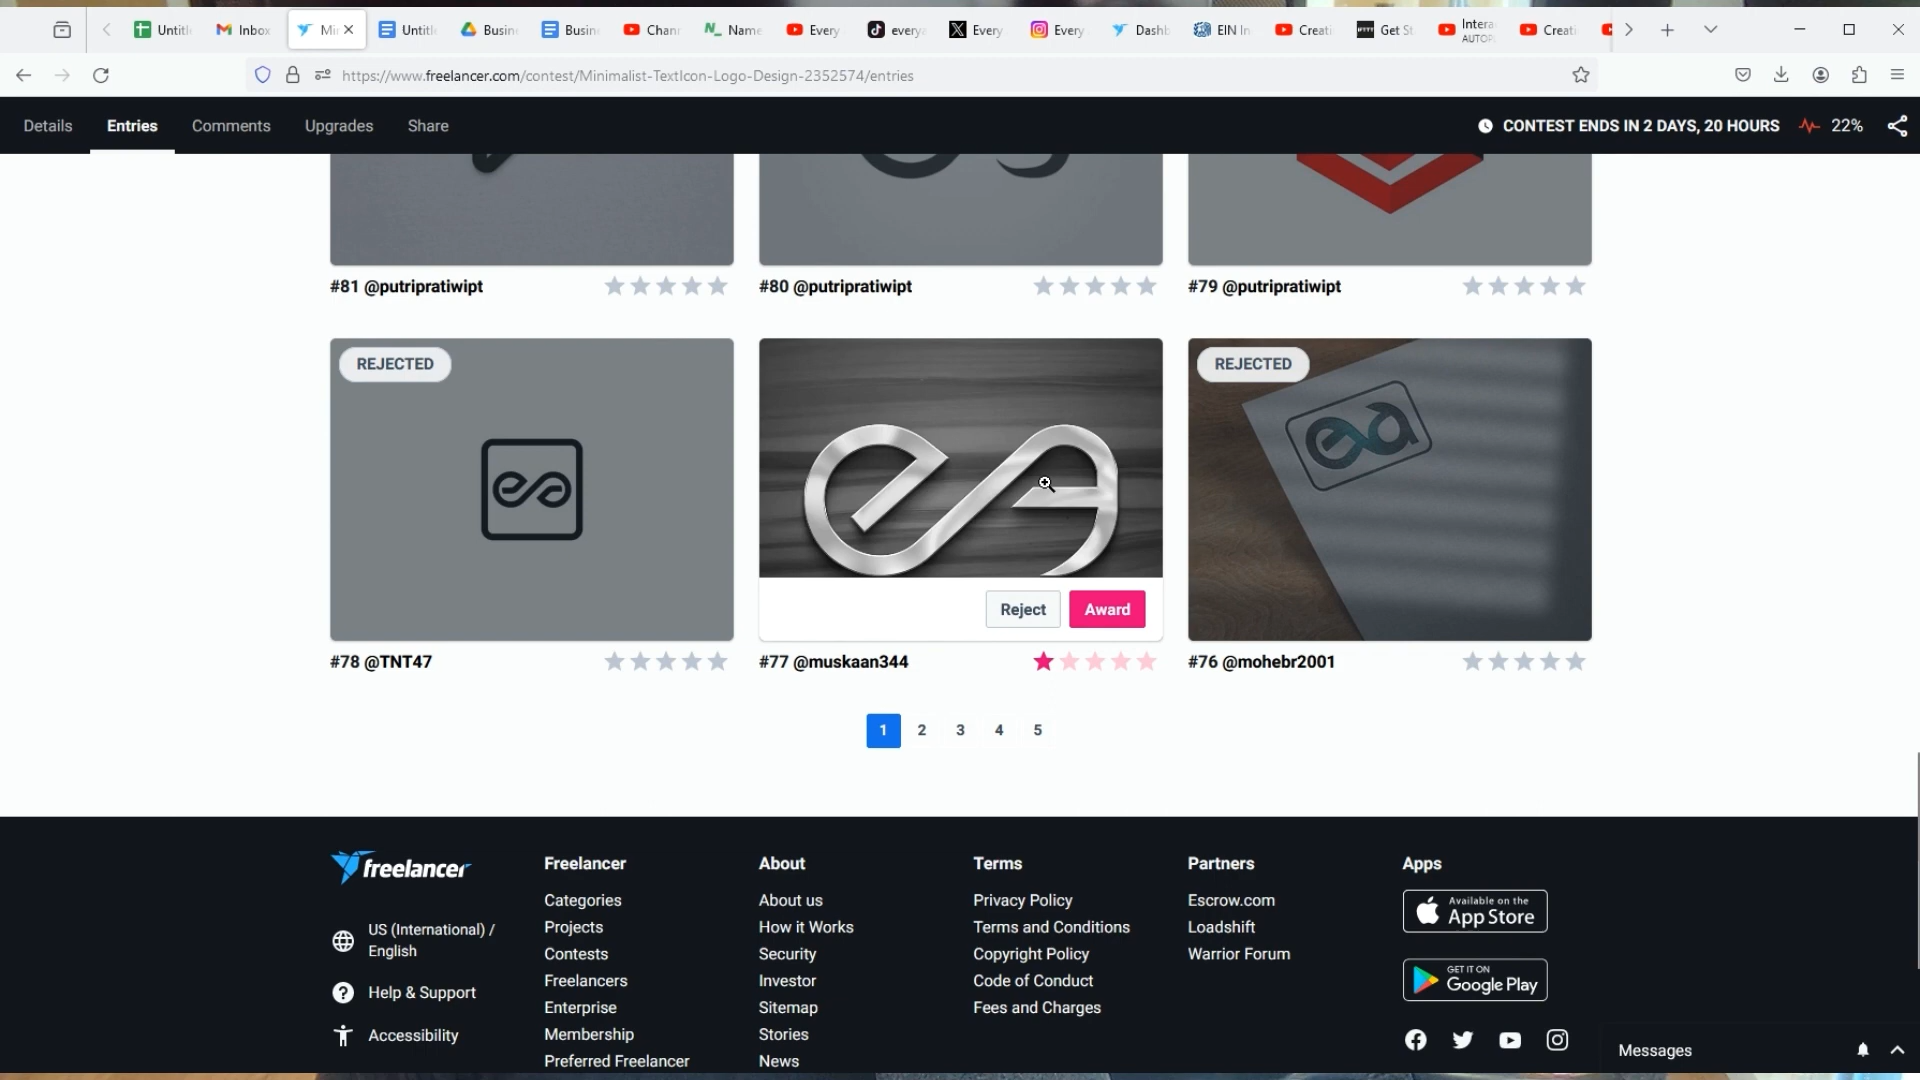 Untitl
Inbox
Mi
Untitl
Busin
Busin
Chan
Name
Every
every
Every
Every
Dashb
EIN In
Creati
Get St
Intera
AUTOP
Creati
https://www.freelancer.com/contest/Minimalist-TextIcon-Logo-Design-2352574/entries
Details
Entries
Comments
Upgrades
Share
CONTEST ENDS IN 2 DAYS, 20 HOURS
22%
#81 @putripratiwipt
#80 @putripratiwipt
#79 @putripratiwipt
REJECTED
REJECTED
ea
ea
ea
Reject
Award
#78 @TNT47
#77 @muskaan344
#76 @mohebr2001
1 2 3 4 5
freelancer
US (International) /
English
Help & Support
Accessibility
Freelancer
Categories
Projects
Contests
Freelancers
Enterprise
Membership
Preferred Freelancer
About
About us
How it Works
Security
Investor
Sitemap
Stories
News
Terms
Privacy Policy
Terms and Conditions
Copyright Policy
Code of Conduct
Fees and Charges
Partners
Escrow.com
Loadshift
Warrior Forum
Apps
Available on the
App Store
GET IT ON
Google Play
Messages